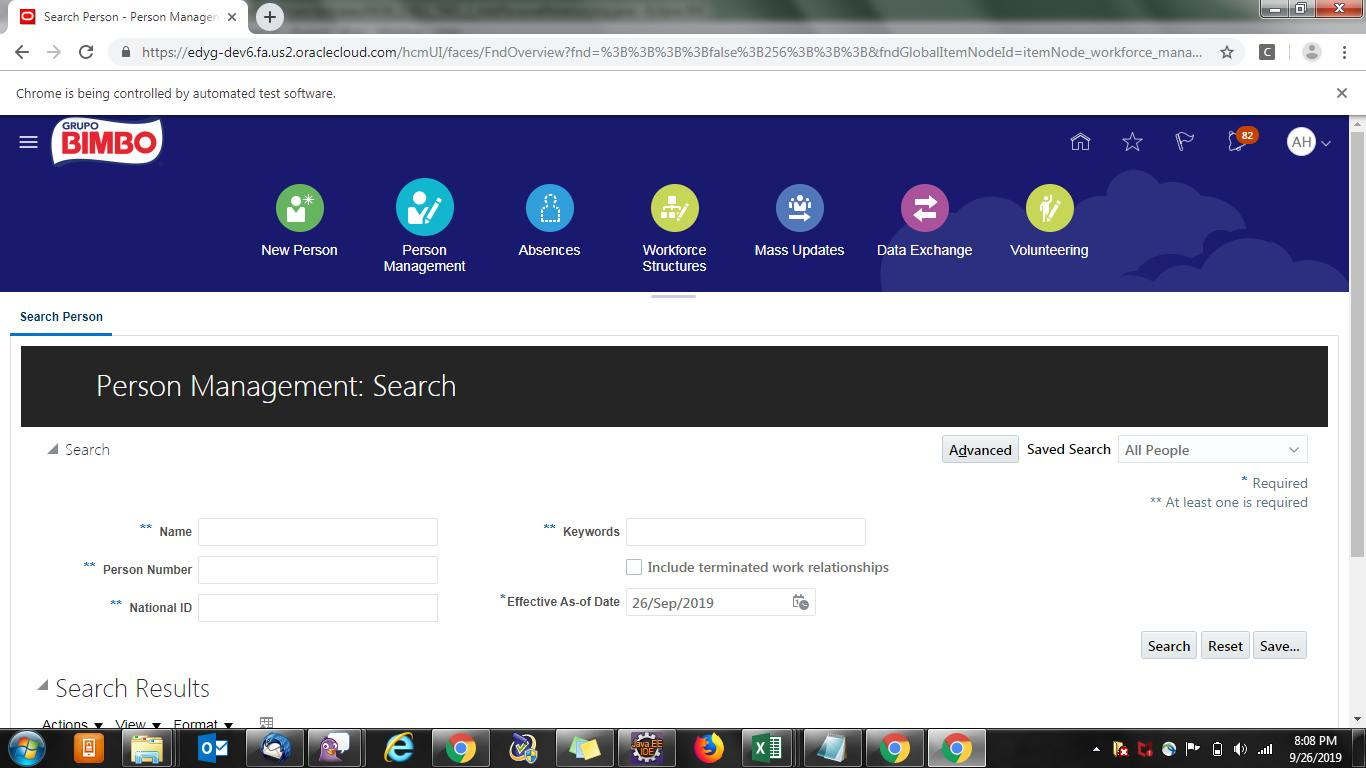 Search Person - Person Managen
https://edyg-dev6.fa.us2.oraclecloud.com/hcmUI/faces/FndOverview?fnd=%3B%3B%3B%3Bfalse%3B256%3B%3B%3B&fndGlobalItemNodeId=itemNode_workforce_mana...
C
Chrome is being controlled by automated test software.
GRUPO
BIMBO
82
AH
New Person
Person Management
Absences
Workforce Structures
Mass Updates
Data Exchange
Volunteering
Search Person
Person Management: Search
Search
Advanced
Saved Search
All People
* Required
** At least one is required
** Name
** Keywords
** Person Number
Include terminated work relationships
** National ID
*Effective As-of Date
26/Sep/2019
Search
Reset
Save...
Search Results
Actions
View
Format
Java EE
IDE
8:08 PM
9/26/2019